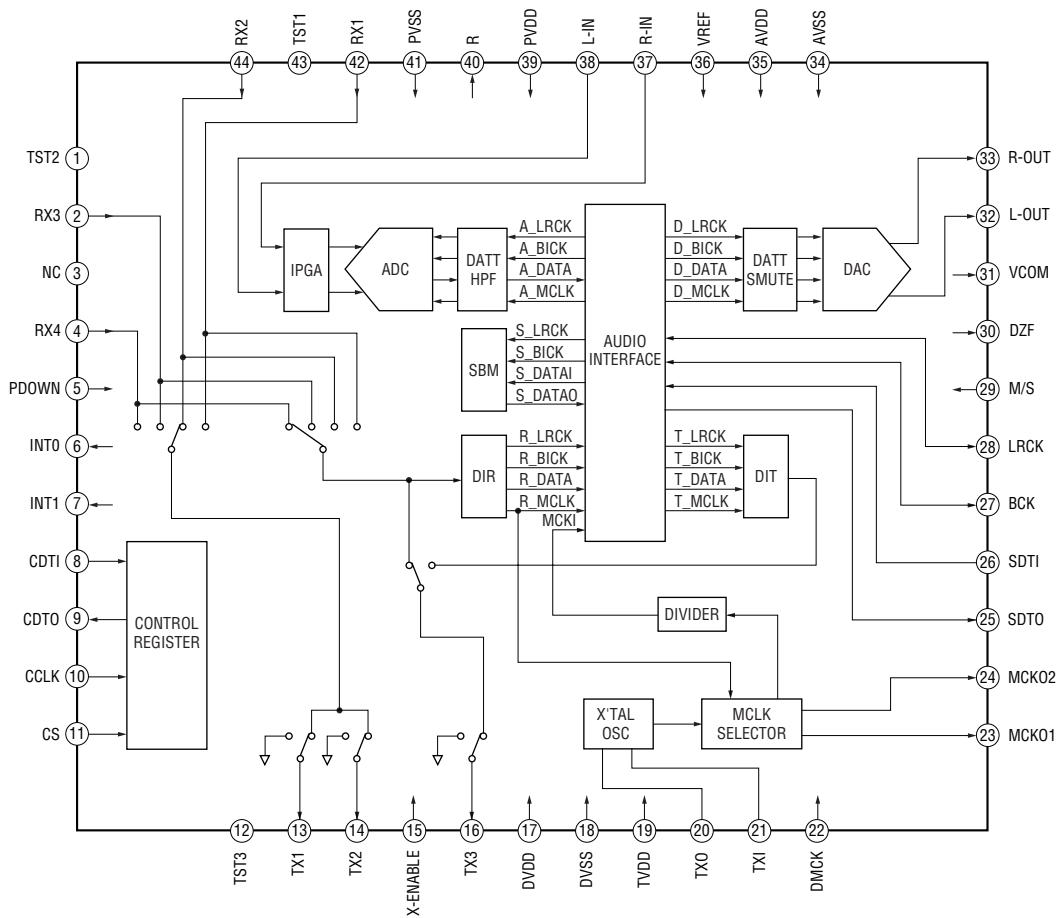 RX2
TST1
RX1
PVSS
R
PVDD
L-IN
R-IN
VREF
AVDD
AVSS
44
43
42
41
40
39
38
37
36
35
34
TST2 1
RX3 2
NC 3
RX4 4
PDOWN 5
INT0 6
INT1 7
CDTI 8
CDTO 9
CCLK 10
CS 11
33 R-OUT
32 L-OUT
31 VCOM
30 DZF
29 M/S
28 LRCK
27 BCK
26 SDTI
25 SDTO
24 MCKO2
23 MCKO1
IPGA
ADC
DATT
HPF
A_LRCK
A_BICK
A_DATA
A_MCLK
AUDIO
INTERFACE
D_LRCK
D_BICK
D_DATA
D_MCLK
DATT
SMUTE
DAC
SBM
S_LRCK
S_BICK
S_DATAI
S_DATAO
DIR
R_LRCK
R_BICK
R_DATA
R_MCLK
MCKI
T_LRCK
T_BICK
T_DATA
T_MCLK
DIT
CONTROL
REGISTER
DIVIDER
X'TAL
OSC
MCLK
SELECTOR
12
13
14
15
16
17
18
19
20
21
22
TST3
TX1
TX2
X-ENABLE
TX3
DVDD
DVSS
TVDD
TXO
TXI
DMCK